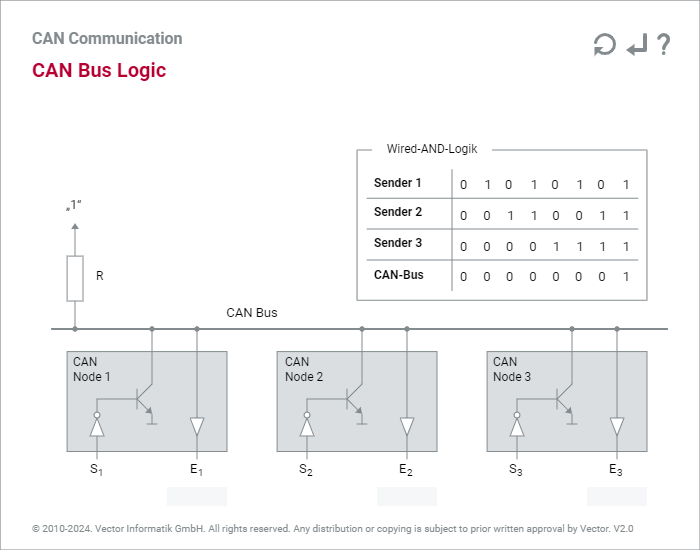 CAN Communication
?
CAN Bus Logic
Wired-AND-Logik
Sender 1 0 1 0 1 0 1 0 1
Sender 2 0 0 1 1 0 0 1 1
Sender 3 0 0 0 0 1 1 1 1
CAN-Bus 0 0 0 0 0 0 0 1
„1“
R
CAN Bus
CAN
Node 1
CAN
Node 2
CAN
Node 3
S1 E1 S2 E2 S3 E3
© 2010-2024. Vector Informatik GmbH. All rights reserved. Any distribution or copying is subject to prior written approval by Vector. V2.0